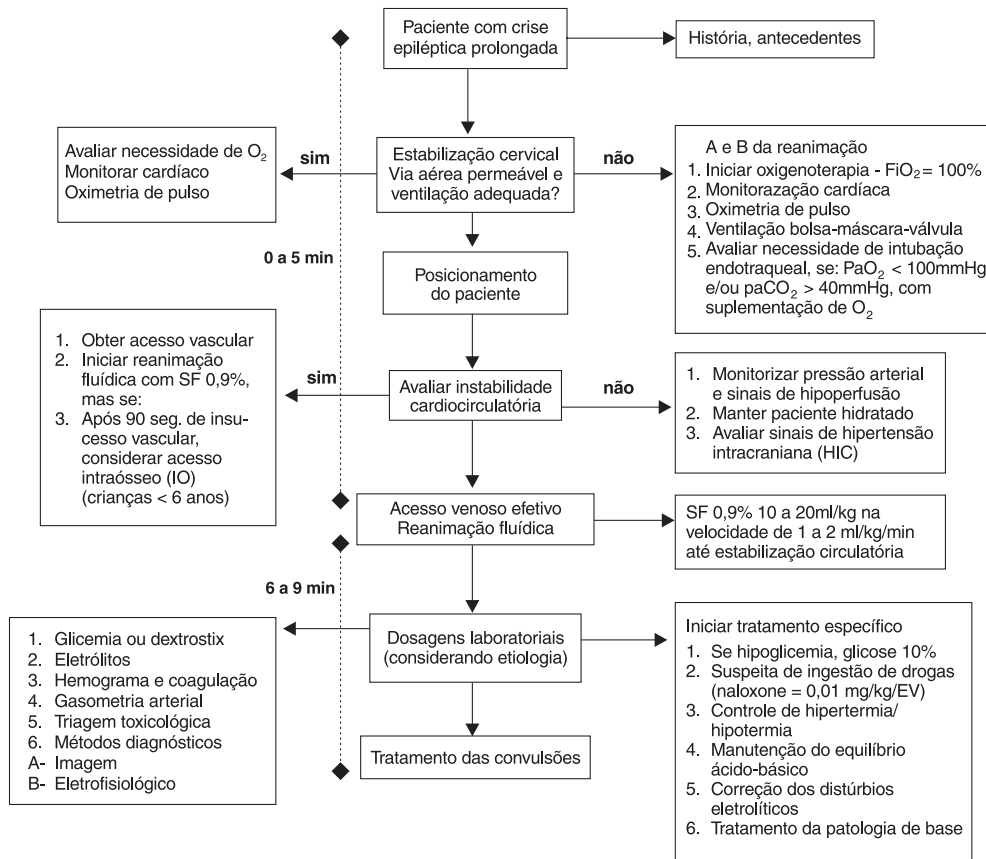 Paciente com crise
epiléptica prolongada
História, antecedentes
Avaliar necessidade de O2
Monitorar cardíaco
Oximetria de pulso
sim
Estabilização cervical
Via aérea permeável e
ventilação adequada?
não
A e B da reanimação
1. Iniciar oxigenoterapia - FiO2 = 100%
2. Monitorazação cardíaca
3. Oximetria de pulso
4. Ventilação bolsa-máscara-válvula
5. Avaliar necessidade de intubação
endotraqueal, se: PaO2 < 100mmHg
e/ou paCO2 > 40mmHg, com
suplementação de O2
0 a 5 min
Posicionamento
do paciente
1. Obter acesso vascular
2. Iniciar reanimação
fluídica com SF 0,9%,
mas se:
3. Após 90 seg. de insu-
cesso vascular,
considerar acesso
intraósseo (IO)
(crianças < 6 anos)
sim
Avaliar instabilidade
cardiocirculatória
não
1. Monitorizar pressão arterial
e sinais de hipoperfusão
2. Manter paciente hidratado
3. Avaliar sinais de hipertensão
intracraniana (HIC)
Acesso venoso efetivo
Reanimação fluídica
SF 0,9% 10 a 20ml/kg na
velocidade de 1 a 2 ml/kg/min
até estabilização circulatória
6 a 9 min
1. Glicemia ou dextrostix
2. Eletrólitos
3. Hemograma e coagulação
4. Gasometria arterial
5. Triagem toxicológica
6. Métodos diagnósticos
A- Imagem
B- Eletrofisiológico
Dosagens laboratoriais
(considerando etiologia)
Iniciar tratamento específico
1. Se hipoglicemia, glicose 10%
2. Suspeita de ingestão de drogas
(naloxone = 0,01 mg/kg/EV)
3. Controle de hipertermia/
hipotermia
4. Manutenção do equilíbrio
ácido-básico
5. Correção dos distúrbios
eletrolíticos
6. Tratamento da patologia de base
Tratamento das convulsões